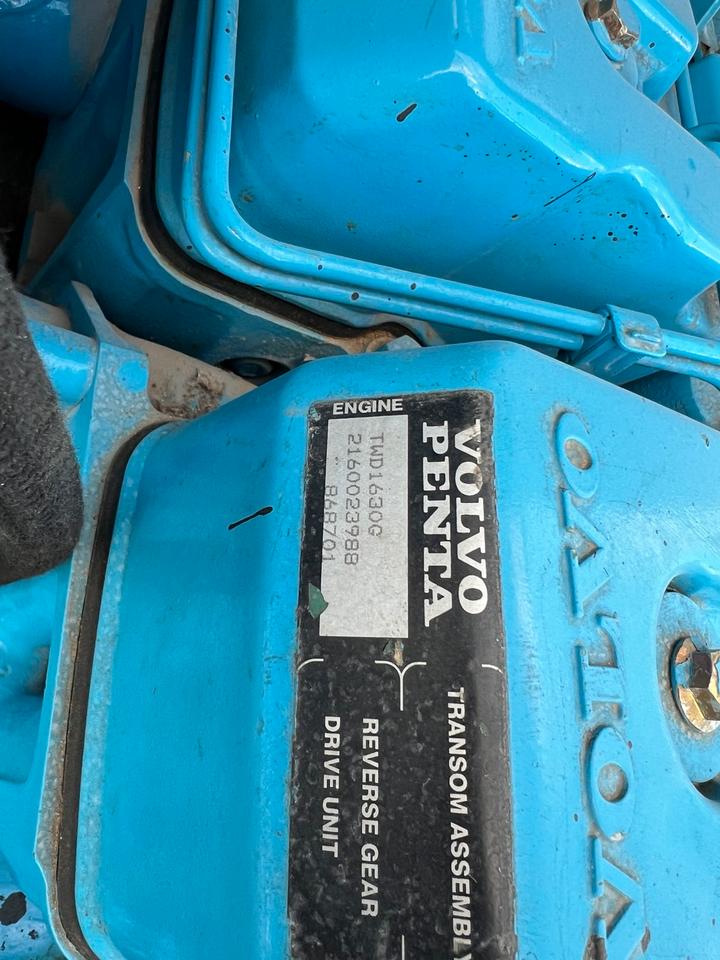 VOLVO
PENTA
ENGINE
TWD1630G
2160023988
868701
TRANSOM ASSEMBLY
REVERSE GEAR
DRIVE UNIT
VOLVO